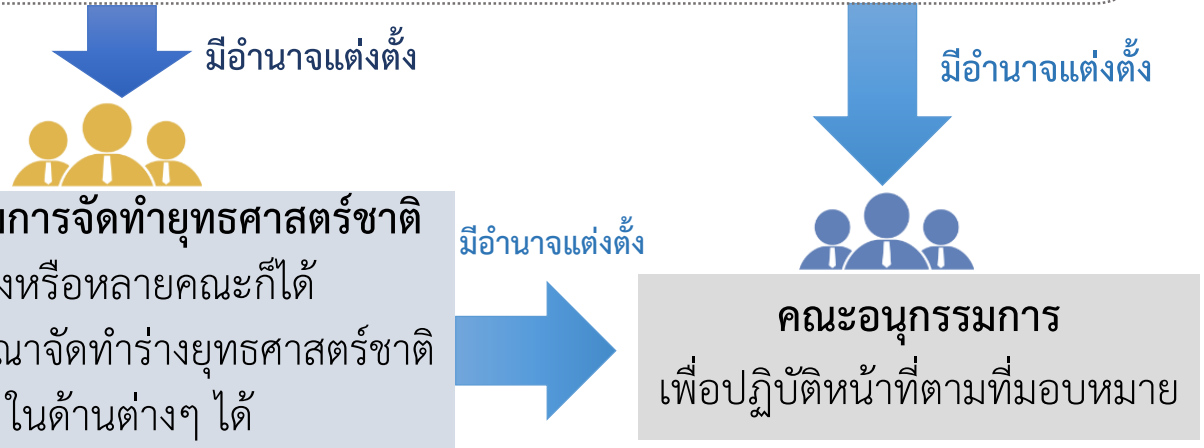 มีอำนาจแต่งตั้ง
มีอำนาจแต่งตั้ง
การจัดทำยุทธศาสตร์ชาติ
หรือหลายคณะก็ได้
จัดทำร่างยุทธศาสตร์ชาติ
ในด้านต่างๆ ได้
มีอำนาจแต่งตั้ง
คณะอนุกรรมการ
เพื่อปฏิบัติหน้าที่ตามที่มอบหมาย